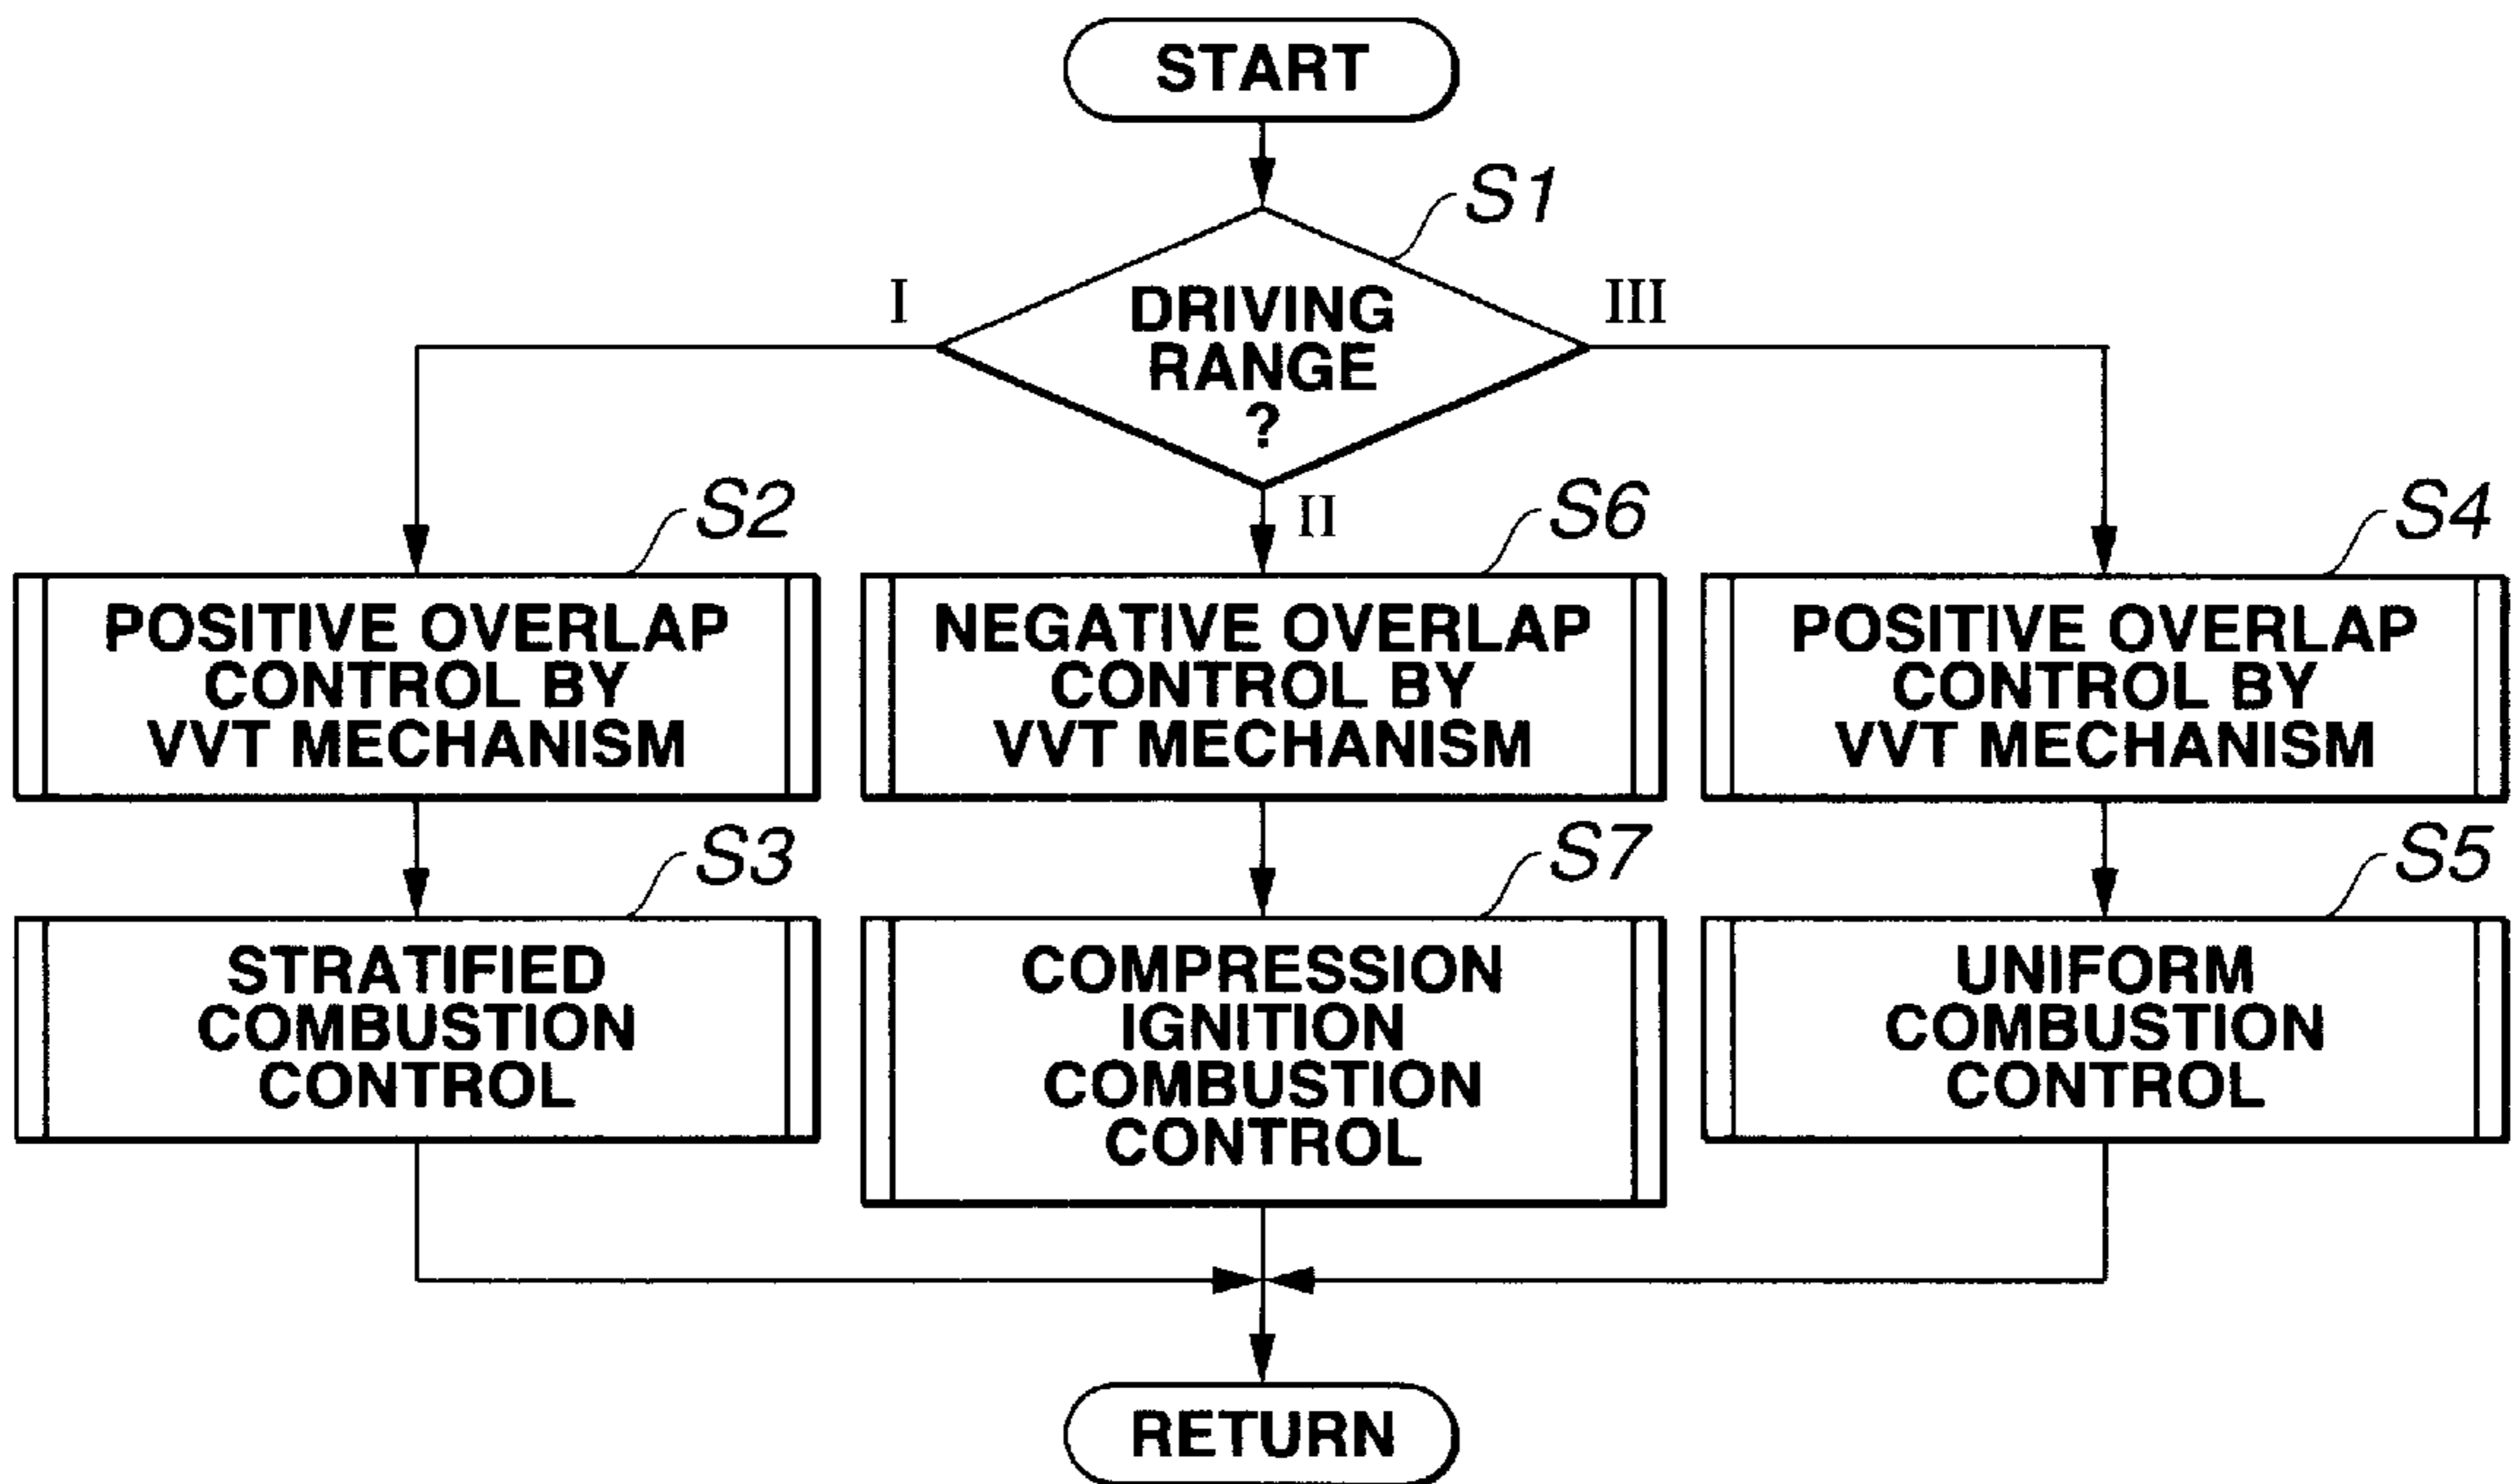 START
S1
I
III
DRIVING
RANGE
?
II
S2
POSITIVE OVERLAP
CONTROL BY
VVT MECHANISM
S6
NEGATIVE OVERLAP
CONTROL BY
VVT MECHANISM
S4
POSITIVE OVERLAP
CONTROL BY
VVT MECHANISM
S3
STRATIFIED
COMBUSTION
CONTROL
S7
COMPRESSION
IGNITION
COMBUSTION
CONTROL
S5
UNIFORM
COMBUSTION
CONTROL
RETURN